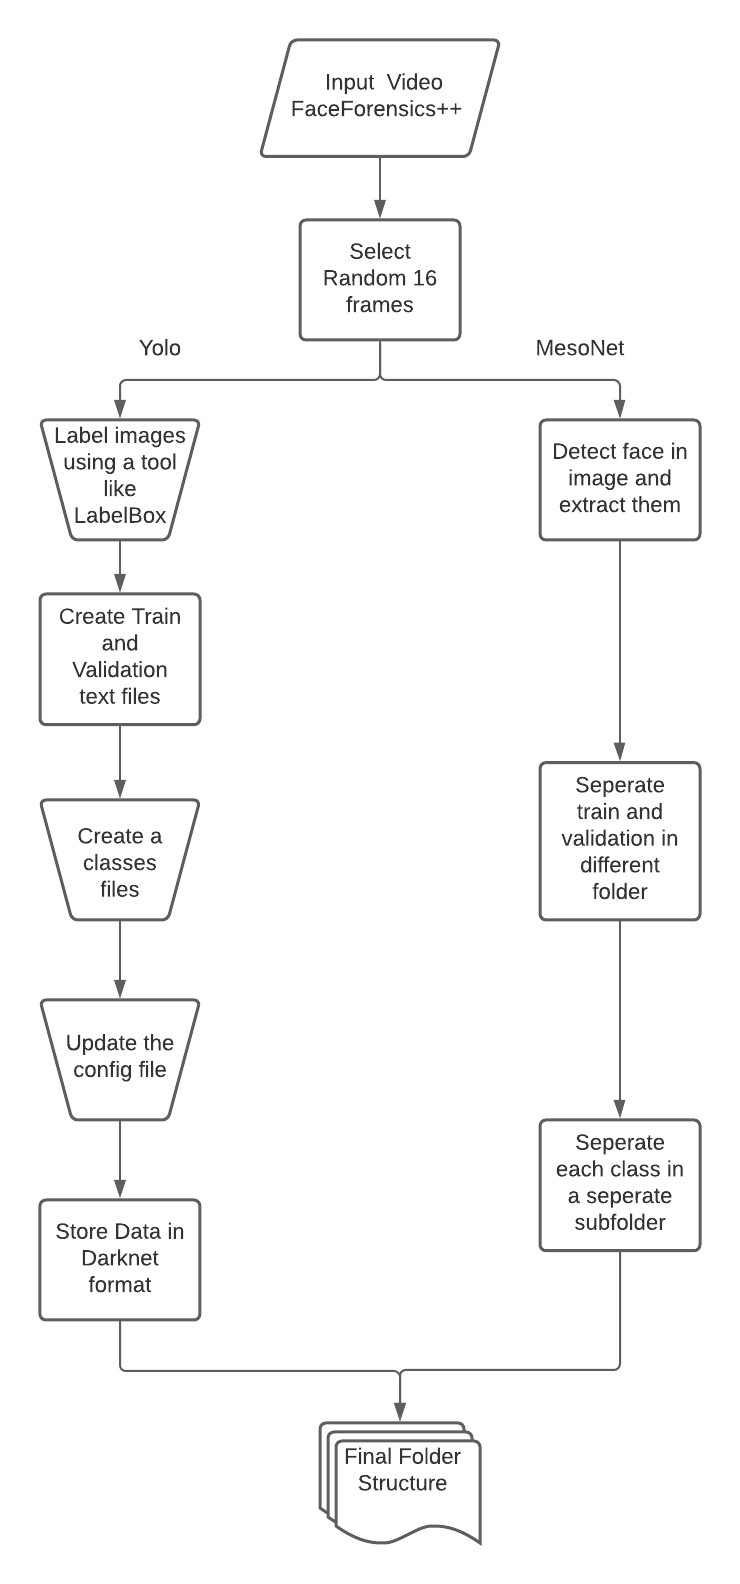 Input  Video
FaceForensics++
Select
Random 16
frames
Yolo
MesoNet
Label images
using a tool
like
LabelBox
Create Train
and
Validation
text files
Create a
classes
files
Update the
config file
Store Data in
Darknet
format
Detect face in
image and
extract them
Seperate
train and
validation in
different
folder
Seperate
each class in
a seperate
subfolder
Final Folder
Structure